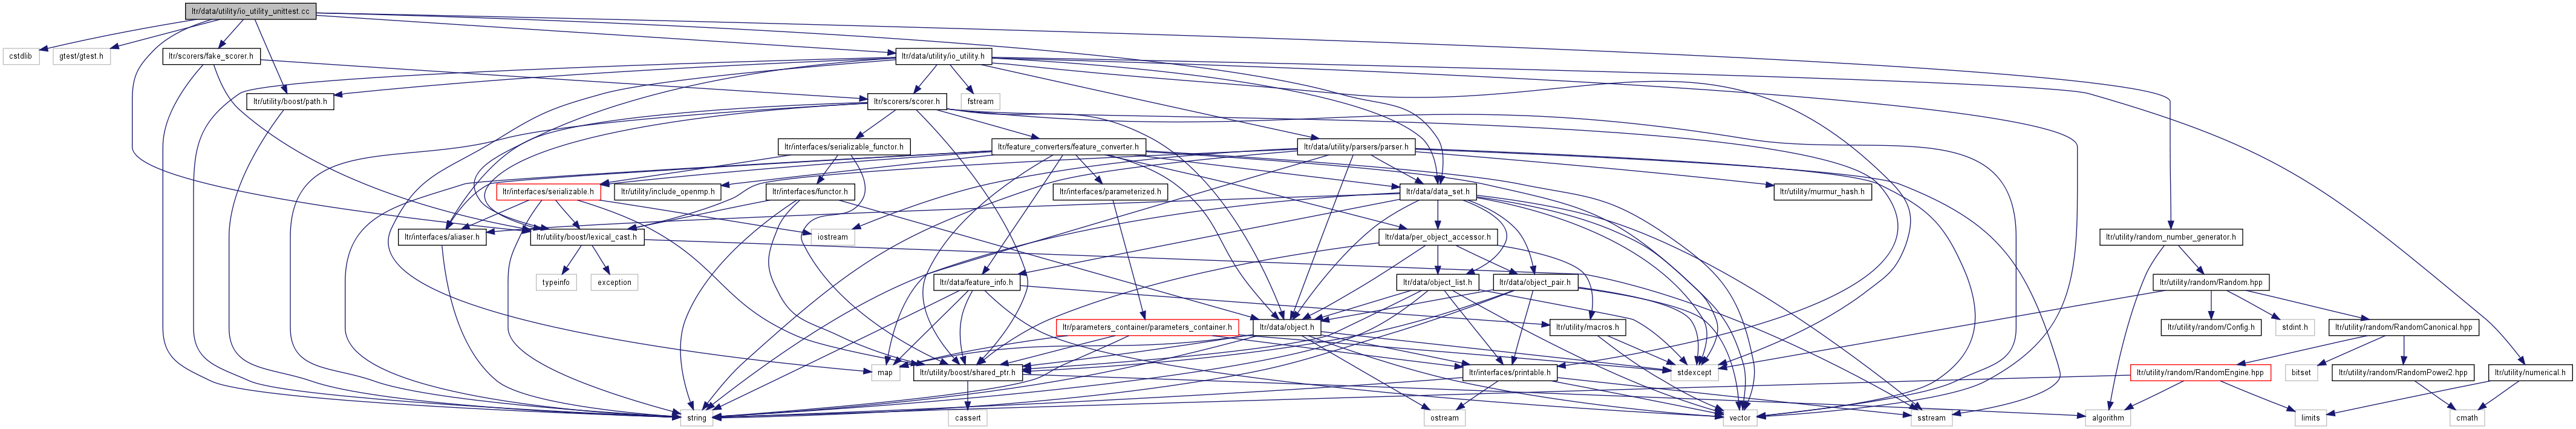 ltr/data/utility/io_utility_unittest.cc
cstdlib
gtest/gtest.h
ltr/scorers/fake_scorer.h
ltr/data/utility/io_utility.h
ltr/utility/boost/path.h
ltr/scorers/scorer.h
fstream
ltr/interfaces/serializable_functor.h
ltr/feature_converters/feature_converter.h
ltr/data/utility/parsers/parser.h
ltr/interfaces/serializable.h
ltr/utility/include_openmp.h
ltr/interfaces/functor.h
ltr/interfaces/parameterized.h
ltr/data/data_set.h
ltr/utility/murmur_hash.h
ltr/interfaces/aliaser.h
ltr/utility/boost/lexical_cast.h
iostream
ltr/data/per_object_accessor.h
ltr/utility/random_number_generator.h
typeinfo
exception
ltr/data/feature_info.h
ltr/data/object_list.h
ltr/data/object_pair.h
ltr/utility/random/Random.hpp
ltr/parameters_container/parameters_container.h
ltr/data/object.h
ltr/utility/macros.h
ltr/utility/random/Config.h
stdint.h
ltr/utility/random/RandomCanonical.hpp
map
ltr/utility/boost/shared_ptr.h
ltr/interfaces/printable.h
stdexcept
bitset
ltr/utility/random/RandomEngine.hpp
ltr/utility/random/RandomPower2.hpp
ltr/utility/numerical.h
string
cassert
ostream
vector
sstream
algorithm
limits
cmath